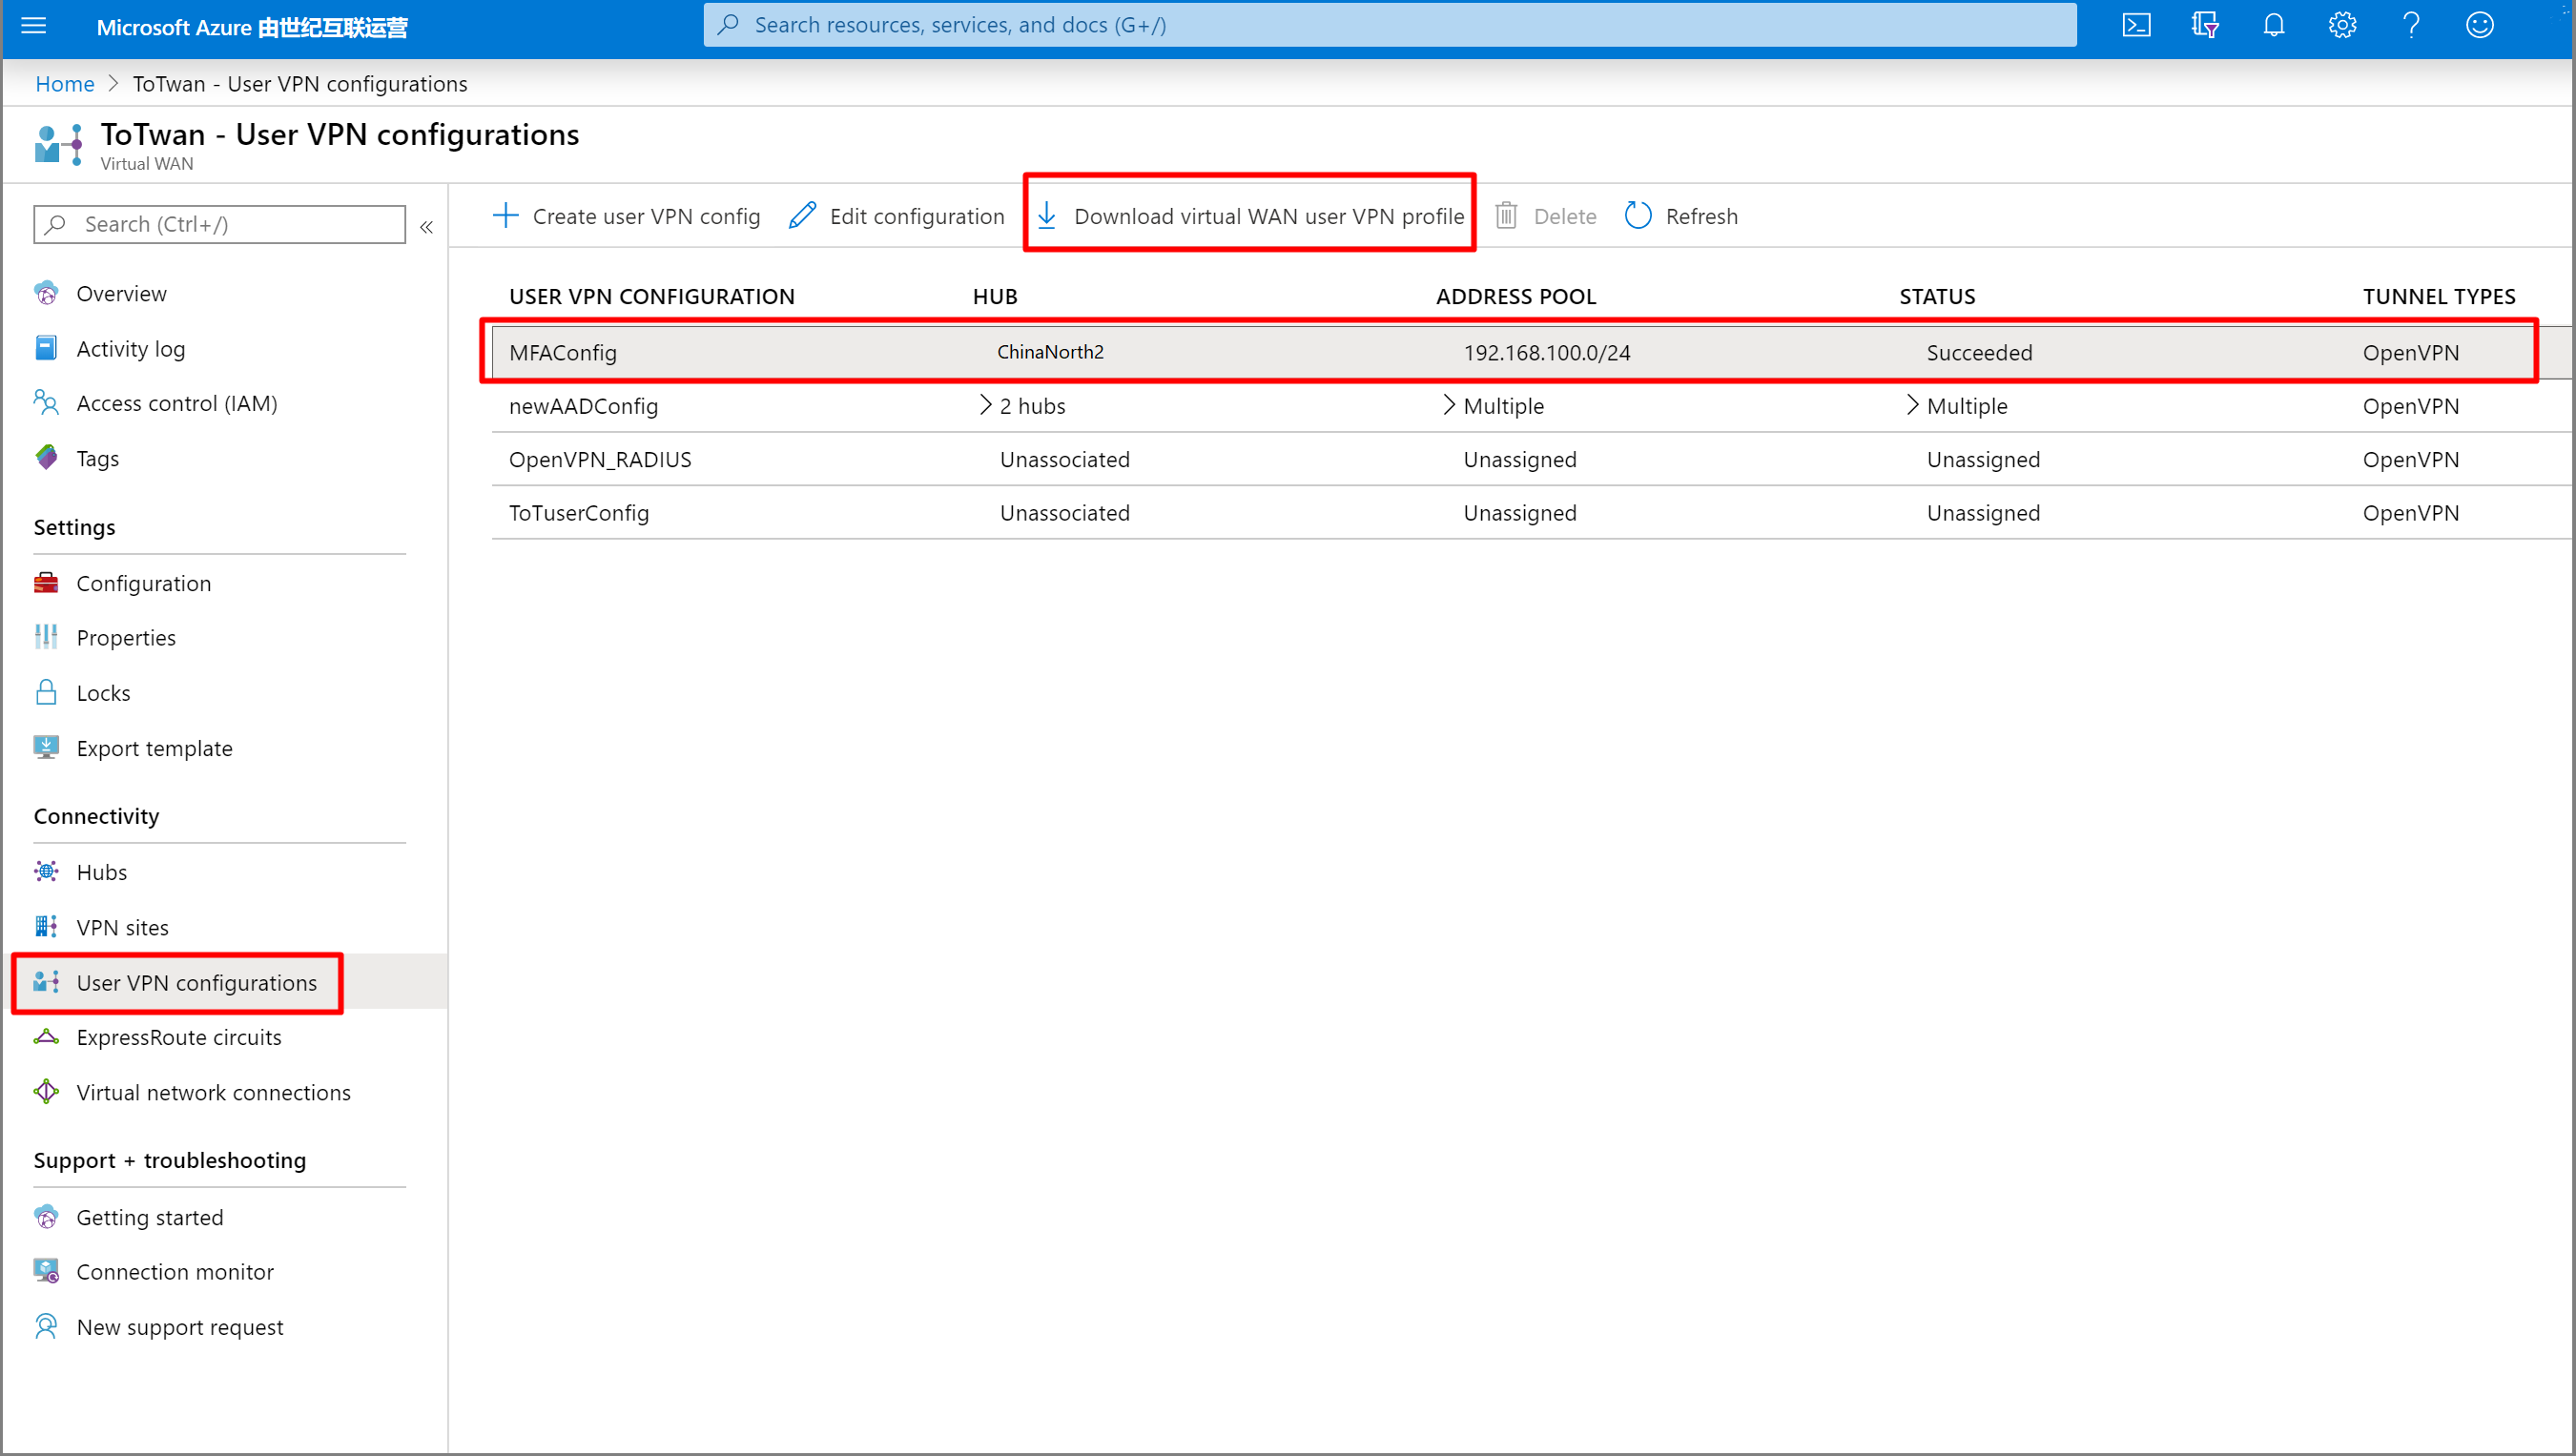 Microsoft Azure 由世纪互联运营
Search resources, services, and docs (G+/)
Home > ToTwan - User VPN configurations
ToTwan - User VPN configurations
Virtual WAN
Search (Ctrl+/)
«
Create user VPN config
Edit configuration
Download virtual WAN user VPN profile
Delete
Refresh
Overview
Activity log
Access control (IAM)
Tags
Settings
Configuration
Properties
Locks
Export template
Connectivity
Hubs
VPN sites
User VPN configurations
ExpressRoute circuits
Virtual network connections
Support + troubleshooting
Getting started
Connection monitor
New support request
USER VPN CONFIGURATION HUB ADDRESS POOL STATUS TUNNEL TYPES
MFAConfig ChinaNorth2 192.168.100.0/24 Succeeded OpenVPN
newAADConfig > 2 hubs > Multiple > Multiple OpenVPN
OpenVPN_RADIUS Unassociated Unassigned Unassigned OpenVPN
ToTuserConfig Unassociated Unassigned Unassigned OpenVPN